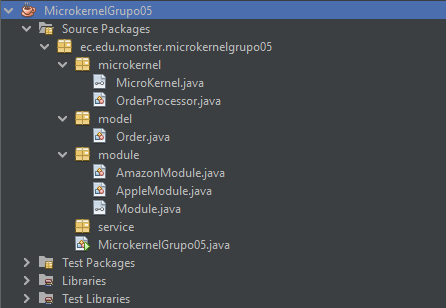 MicrokernelGrupo05
Source Packages
ec.edu.monster.microkernelgrupo05
microkernel
MicroKernel.java
OrderProcessor.java
model
Order.java
module
AmazonModule.java
AppleModule.java
Module.java
service
MicrokernelGrupo05.java
Test Packages
Libraries
Test Libraries